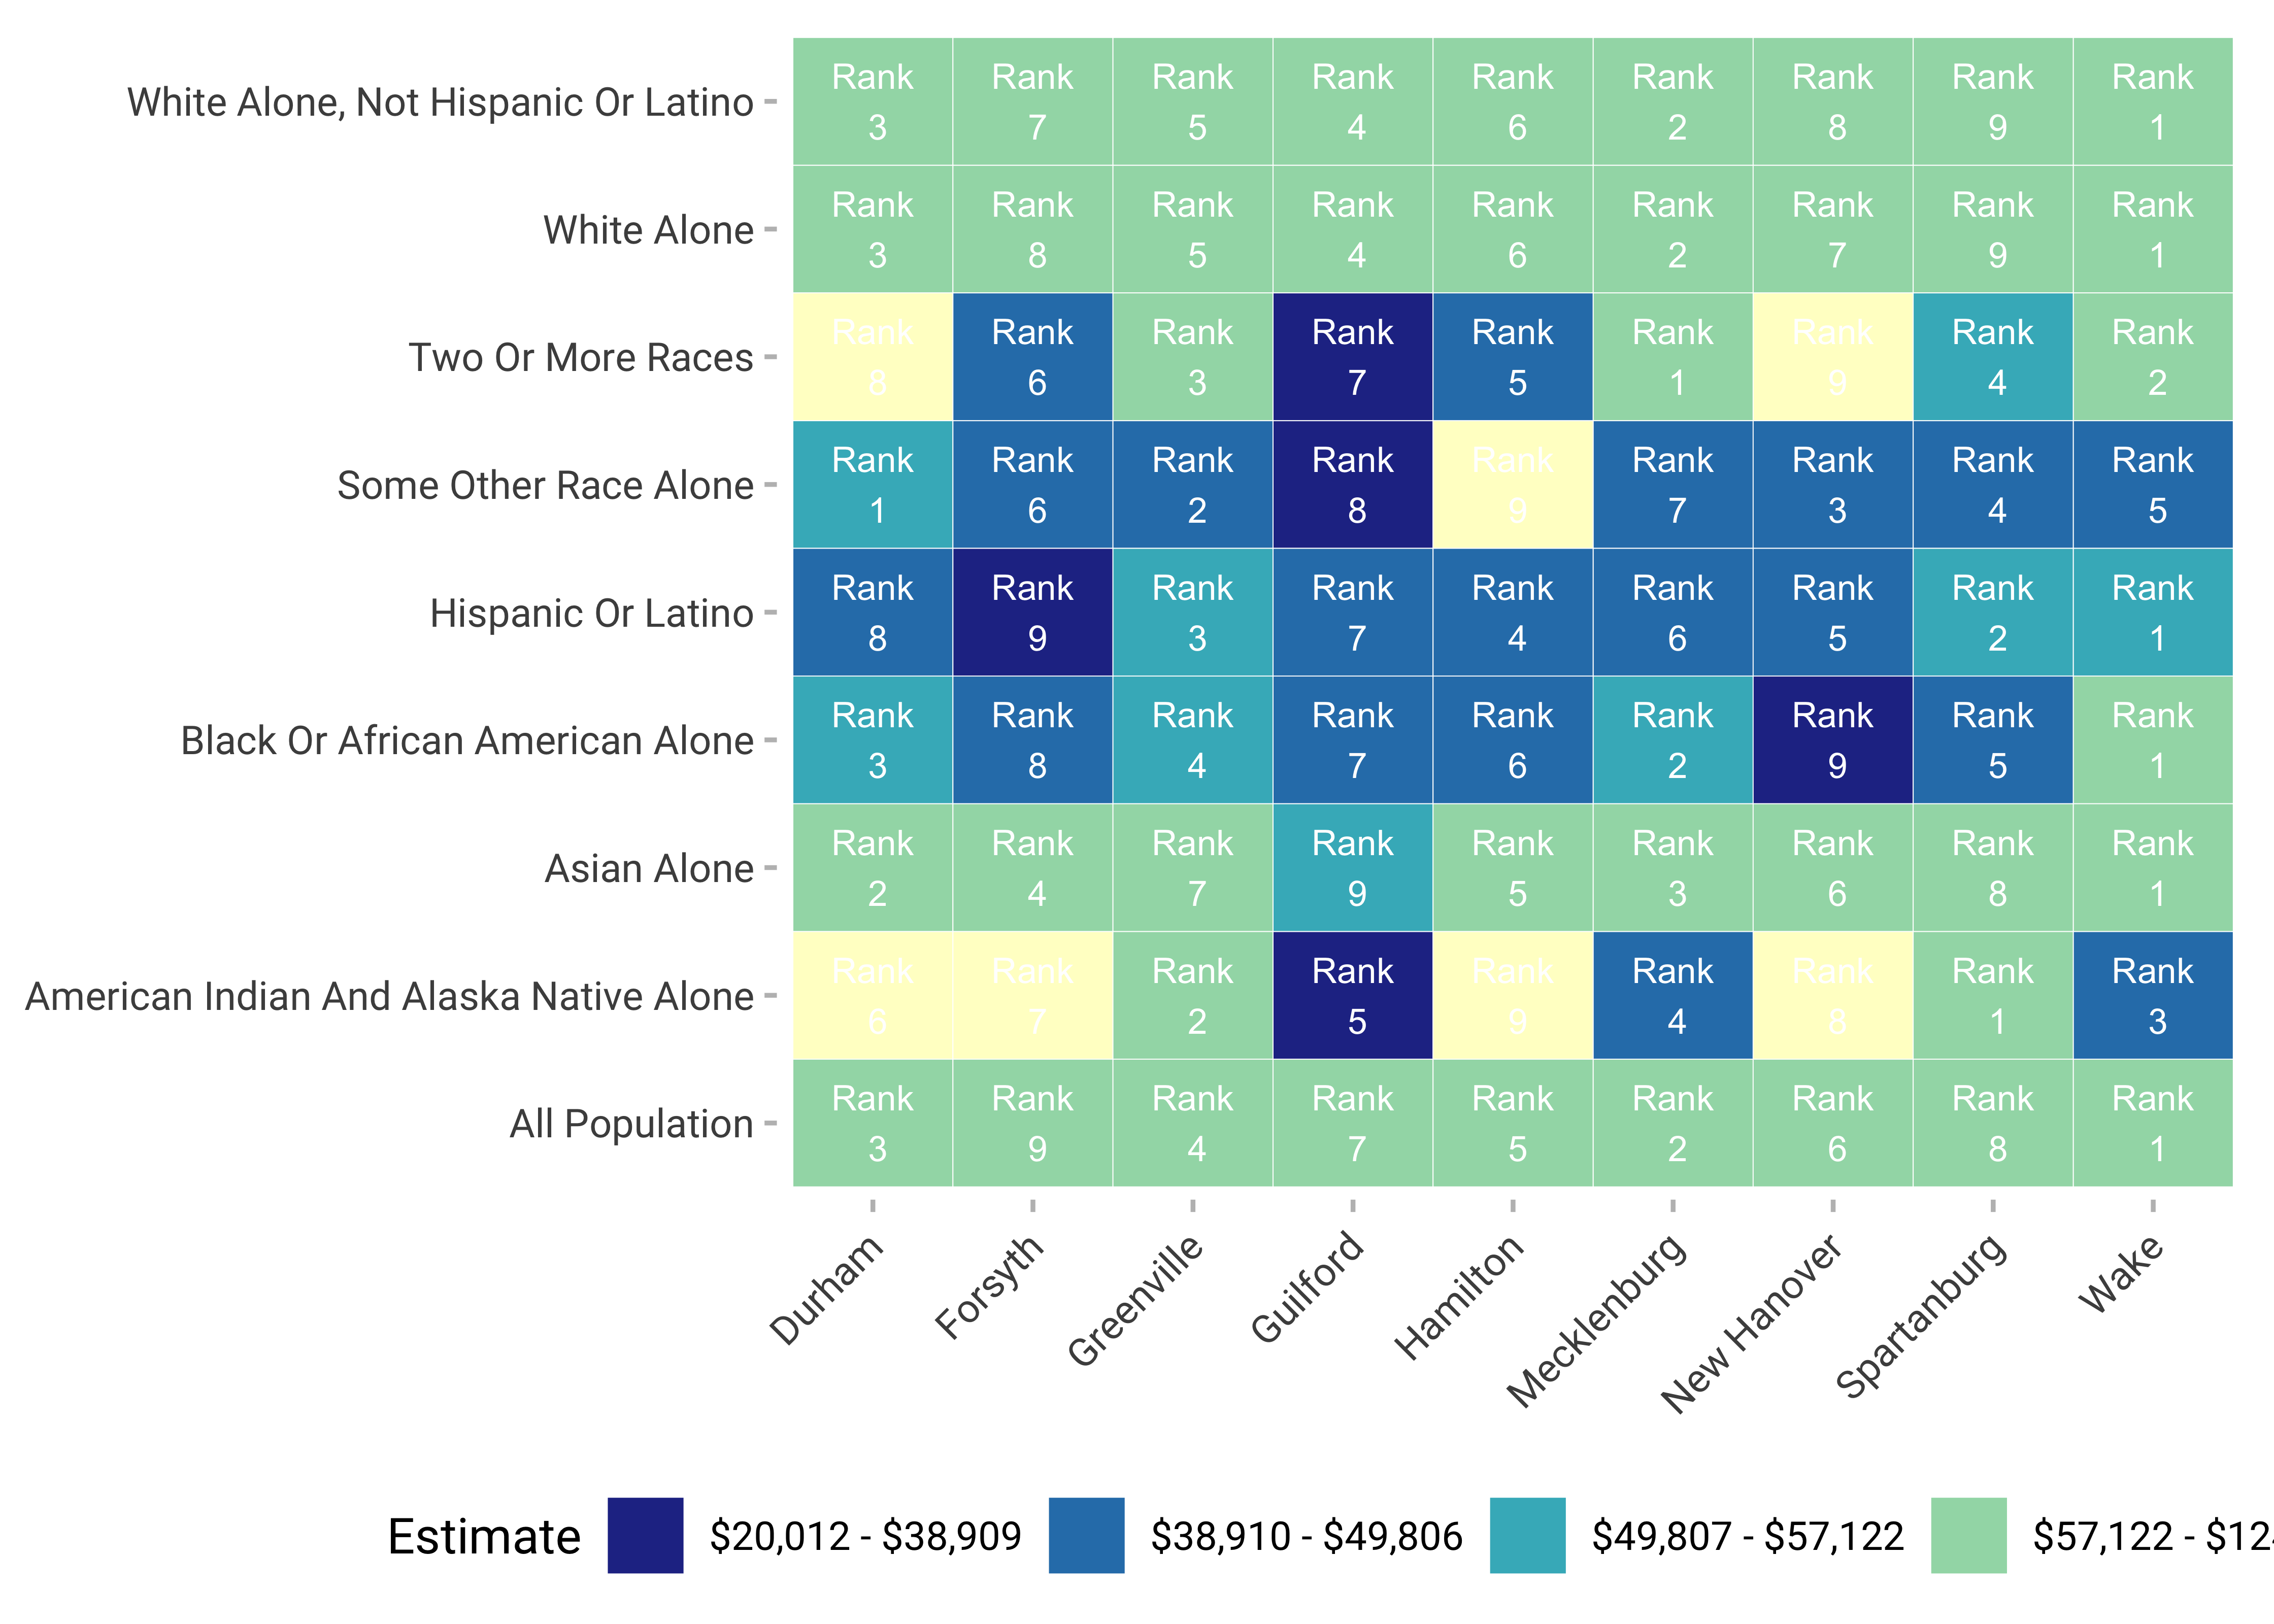 White Alone, Not Hispanic Or Latino
Rank Rank Rank Rank Rank Rank Rank Rank Rank
3 7 5 4 6 2 8 9 1
White Alone
Rank Rank Rank Rank Rank Rank Rank Rank Rank
3 8 5 4 6 2 7 9 1
Two Or More Races
Rank Rank Rank Rank Rank Rank Rank Rank Rank
8 6 3 7 5 1 9 4 2
Some Other Race Alone
Rank Rank Rank Rank Rank Rank Rank Rank Rank
1 6 2 8 9 7 3 4 5
Hispanic Or Latino
Rank Rank Rank Rank Rank Rank Rank Rank Rank
8 9 3 7 4 6 5 2 1
Black Or African American Alone
Rank Rank Rank Rank Rank Rank Rank Rank Rank
3 8 4 7 6 2 9 5 1
Asian Alone
Rank Rank Rank Rank Rank Rank Rank Rank Rank
2 4 7 9 5 3 6 8 1
American Indian And Alaska Native Alone
Rank Rank Rank Rank Rank Rank Rank Rank Rank
6 7 2 5 9 4 8 1 3
All Population
Rank Rank Rank Rank Rank Rank Rank Rank Rank
3 9 4 7 5 2 6 8 1
Durham Forsyth Greenville Guilford Hamilton Mecklenburg New Hanover Spartanburg Wake
Estimate $20,012 - $38,909 $38,910 - $49,806 $49,807 - $57,122 $57,122 -